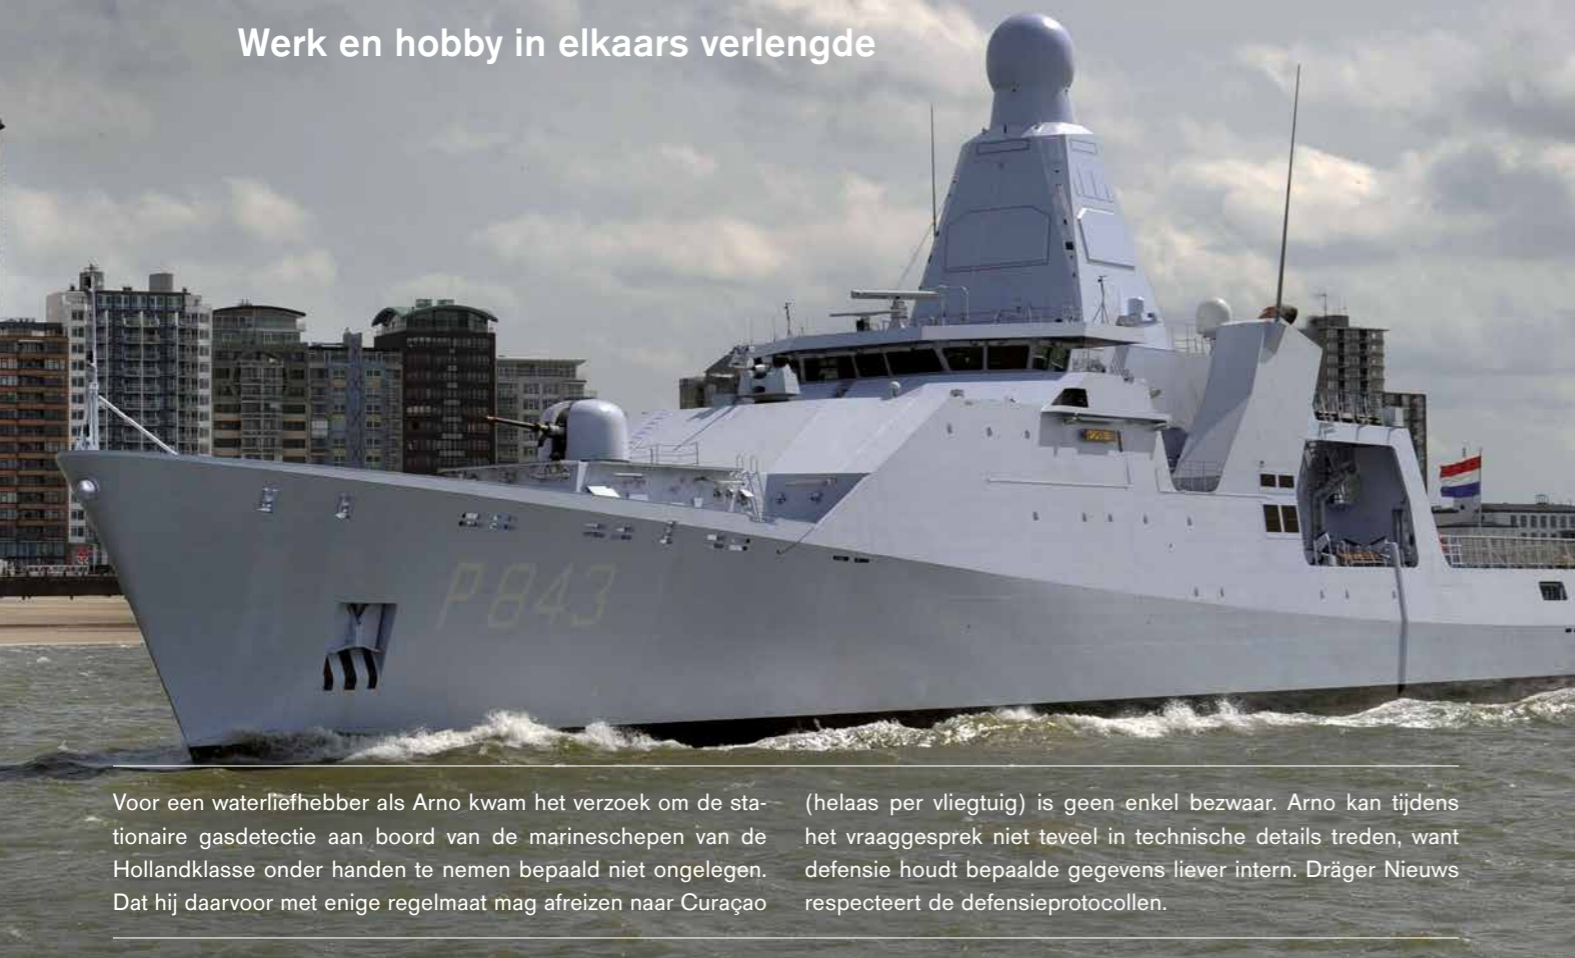 Werk en hobby in elkaars verlengde
P843
Voor een waterliefhebber als Arno kwam het verzoek om de sta-
tionaire gasdetectie aan boord van de marineschepen van de
Hollandklasse onder handen te nemen bepaald niet ongelegen.
Dat hij daarvoor met enige regelmaat mag afreizen naar Curaçao
(helaas per vliegtuig) is geen enkel bezwaar. Arno kan tijdens
het vraaggesprek niet teveel in technische details treden, want
defensie houdt bepaalde gegevens liever intern. Dräger Nieuws
respecteert de defensieprotocollen.